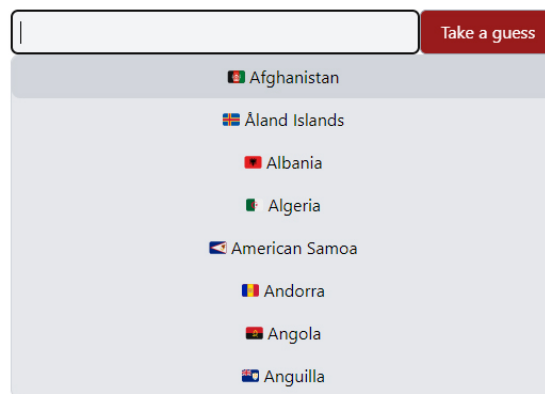 Take a guess
Afghanistan
Åland Islands
Albania
Algeria
American Samoa
Andorra
Angola
Anguilla